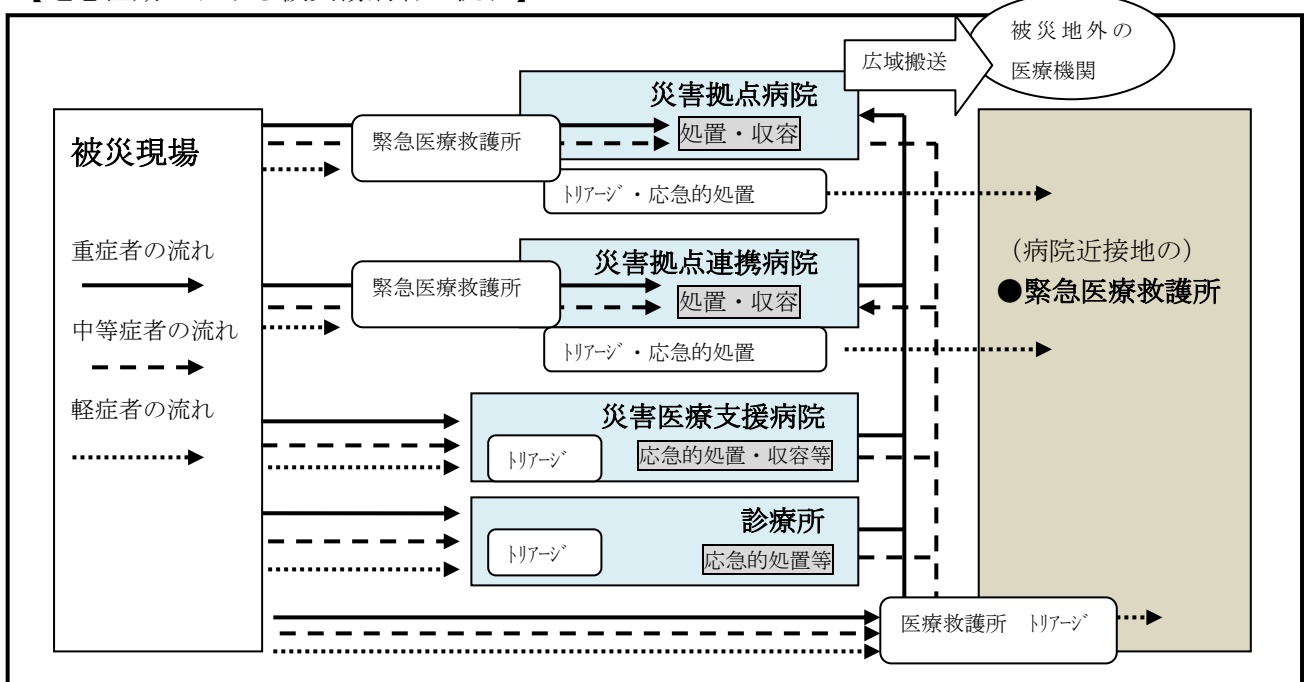 被災地外の
医療機関
広域搬送
被災現場
重症者の流れ
中等症者の流れ
軽症者の流れ
緊急医療救護所
災害拠点病院
処置・収容
ﾄﾘｱｰｼﾞ・応急的処置
緊急医療救護所
災害拠点連携病院
処置・収容
ﾄﾘｱｰｼﾞ・応急的処置
災害医療支援病院
ﾄﾘｱｰｼﾞ
応急的処置・収容等
診療所
ﾄﾘｱｰｼﾞ
応急的処置等
医療救護所　ﾄﾘｱｰｼﾞ
（病院近接地の）
●緊急医療救護所